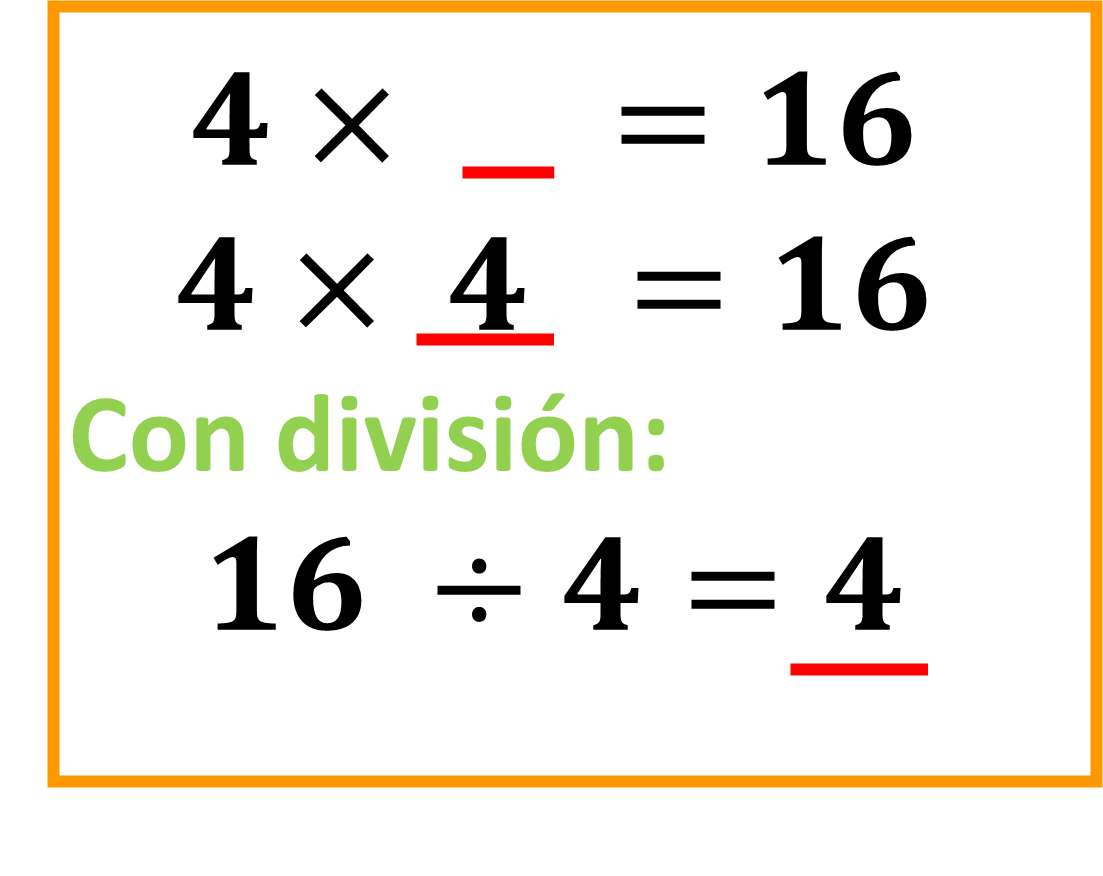 4 × _ = 16
4 × 4 = 16
Con división:
16 ÷ 4 = 4